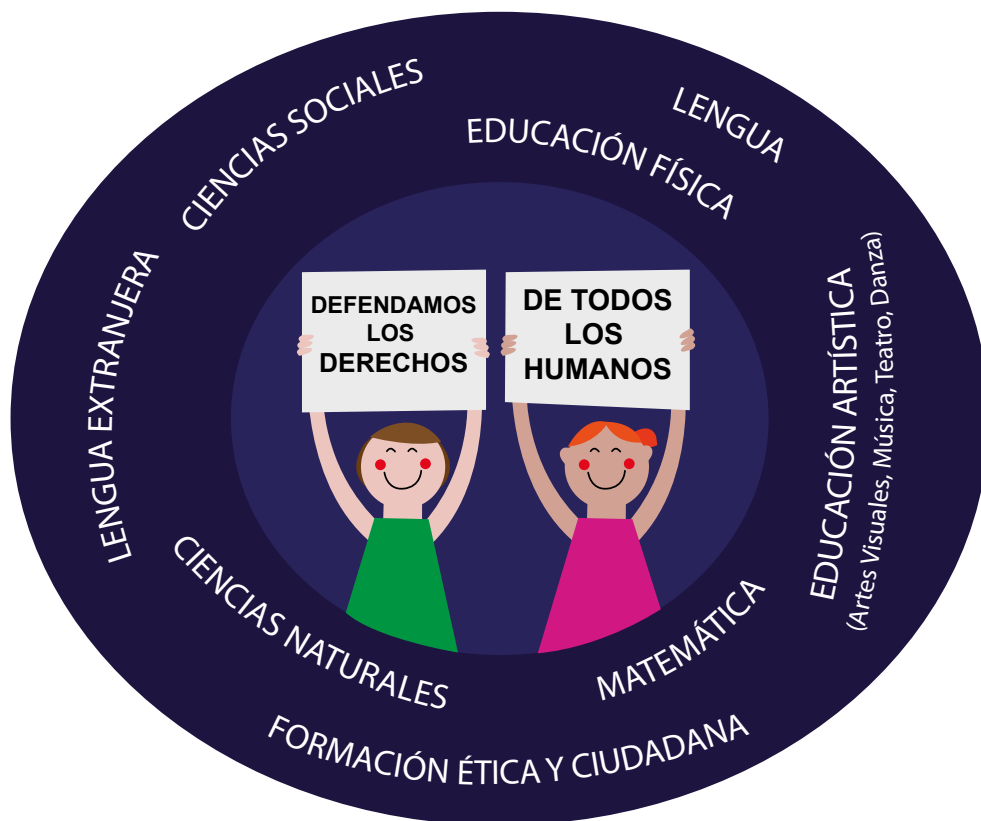 CIENCIAS SOCIALES
LENGUA
EDUCACIÓN FÍSICA
LENGUA EXTRANJERA
DEFENDAMOS
LOS
DERECHOS
DE TODOS
LOS
HUMANOS
EDUCACIÓN ARTÍSTICA
(Artes Visuales, Música, Teatro, Danza)
CIENCIAS NATURALES
MATEMÁTICA
FORMACIÓN ÉTICA Y CIUDADANA